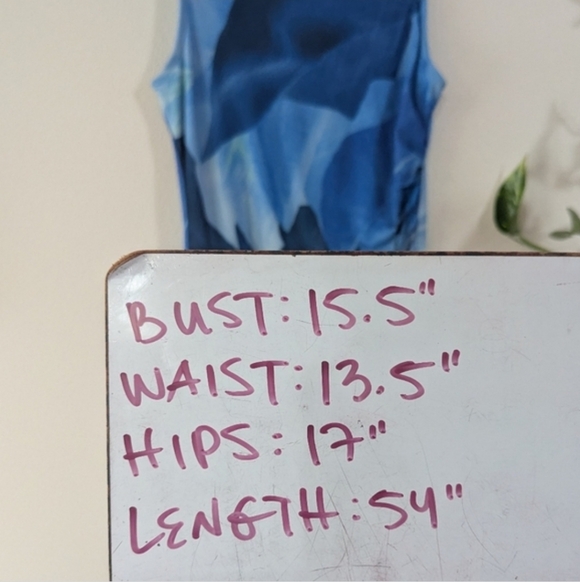 BUST: 15.5"
WAIST: 13.5"
HIPS: 17"
LENGTH: 54"